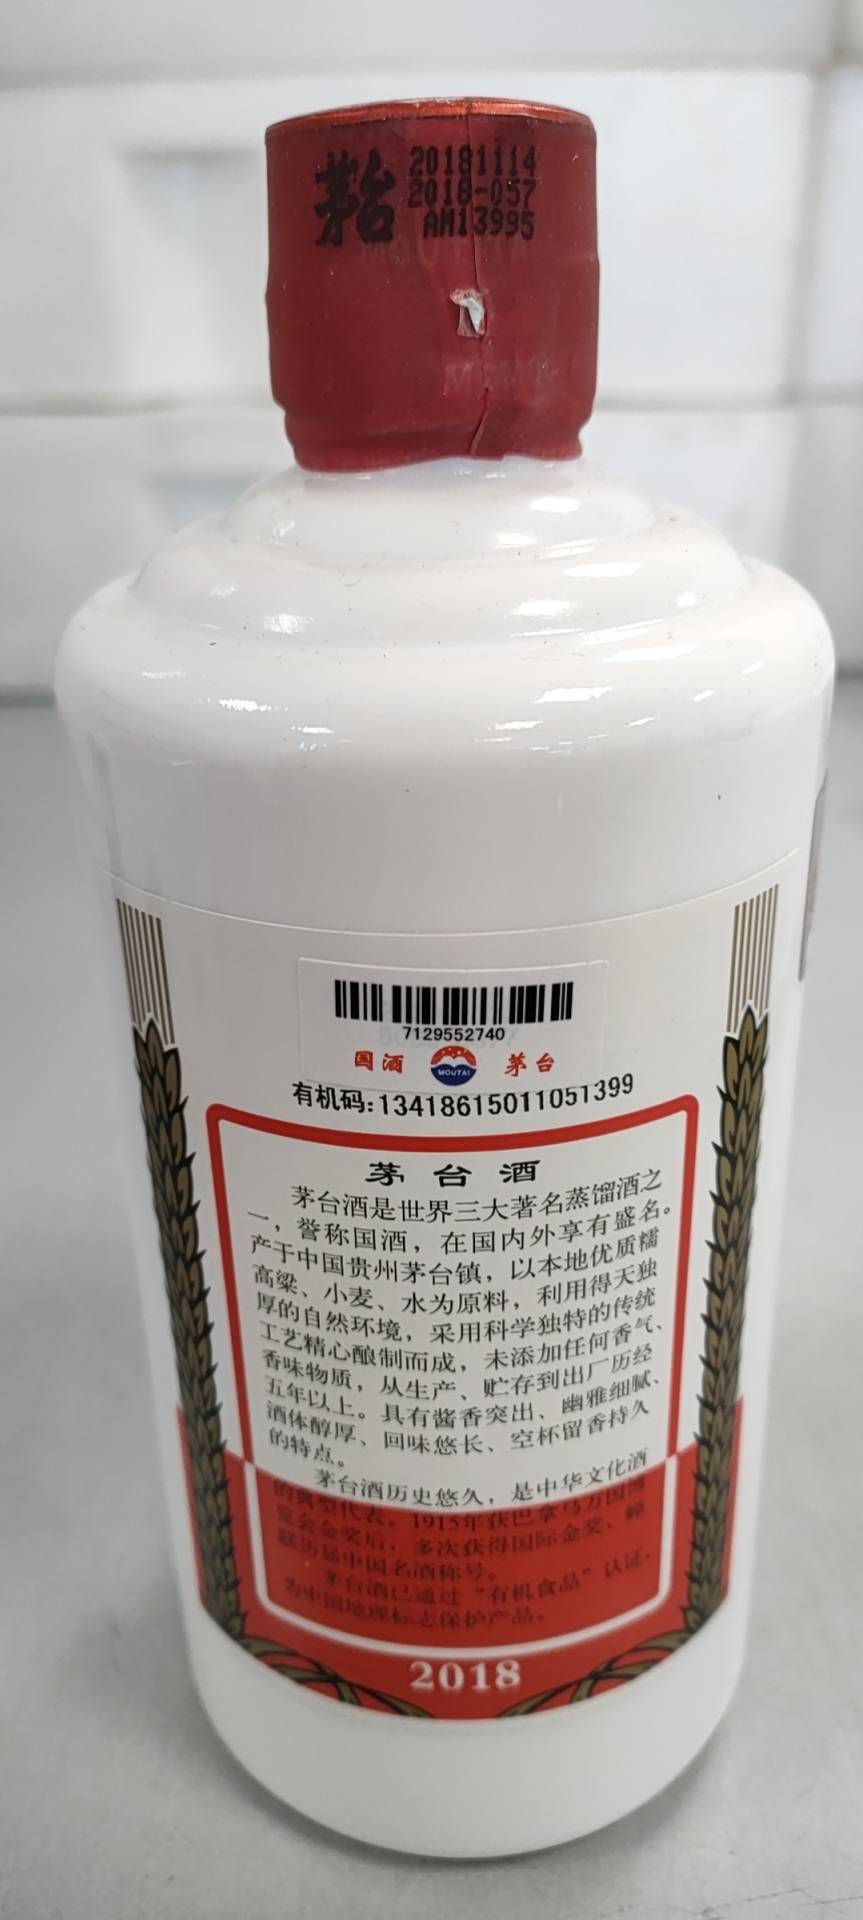 茅台
20181114
2018-057
AM13995
7129552740
国酒 MOUTAI 茅台
有机码:13418615011051399
茅台酒
茅台酒是世界三大著名蒸馏酒之
一，誉称国酒，在国内外享有盛名。
产于中国贵州茅台镇，以本地优质糯
高粱、小麦、水为原料，利用得天独
厚的自然环境，采用科学独特的传统
工艺精心酿制而成，未添加任何香气、
香味物质，从生产、贮存到出厂历经
五年以上。具有酱香突出、幽雅细腻、
酒体醇厚、回味悠长、空杯留香持久
的特点。
茅台酒历史悠久，是中华文化酒
的典型代表。1915年获巴拿马万国博
览会金奖后，多次获得国际金奖，蝉
联历届中国名酒称号。
茅台酒已通过“有机食品”认证，
为中国地理标志保护产品。
2018